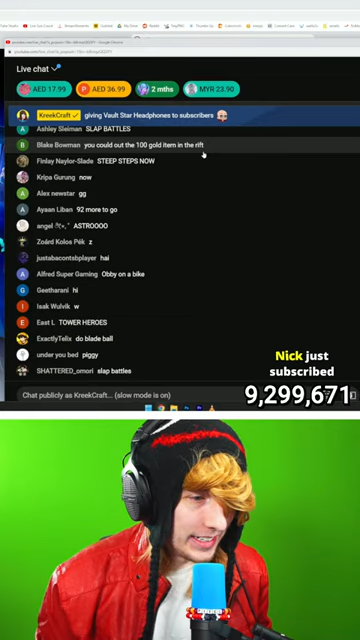 Live chat
AED 17.99
AED 36.99
2 mths
MYR 23.90
KreekCraft giving Vault Star Headphones to subscribers
Ashley Sleiman SLAP BATTLES
Blake Bowman you could out the 100 gold item in the rift
Finlay Naylor-Slade STEEP STEPS NOW
Kripa Gurung now
Alex newstar gg
Ayaan Liban 92 more to go
angel ASTROOOO
Zoárd Kolos Pék z
justabscontsbplayer hai
Alfred Super Gaming Obby on a bike
Geetharani hi
Isak Wulvik w
East L TOWER HEROES
ExactlyTelix do blade ball
under you bed piggy
SHATTERED_omori slap battles
Chat publicly as KreekCraft... (slow mode is on)
Nick just
subscribed
9,299,671